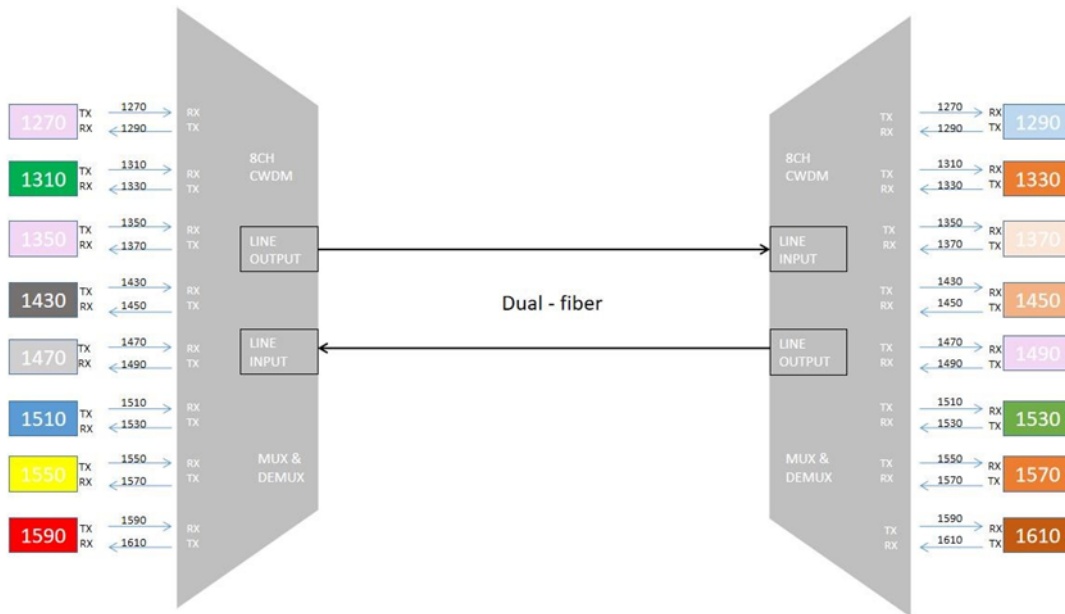 1270
TX 1270 RX
RX 1290 TX
1310
TX 1310 RX
RX 1330 TX
1350
TX 1350 RX
RX 1370 TX
1430
TX 1430 RX
RX 1450 TX
1470
TX 1470 RX
RX 1490 TX
1510
TX 1510 RX
RX 1530 TX
1550
TX 1550 RX
RX 1570 TX
1590
TX 1590 RX
RX 1610 TX
8CH
CWDM
LINE
OUTPUT
LINE
INPUT
MUX &
DEMUX
Dual - fiber
8CH
CWDM
LINE
INPUT
LINE
OUTPUT
MUX &
DEMUX
TX 1270 RX
RX 1290 TX
1290
TX 1310 RX
RX 1330 TX
1330
TX 1350 RX
RX 1370 TX
1370
TX 1430 RX
RX 1450 TX
1450
TX 1470 RX
RX 1490 TX
1490
TX 1510 RX
RX 1530 TX
1530
TX 1550 RX
RX 1570 TX
1570
TX 1590 RX
RX 1610 TX
1610